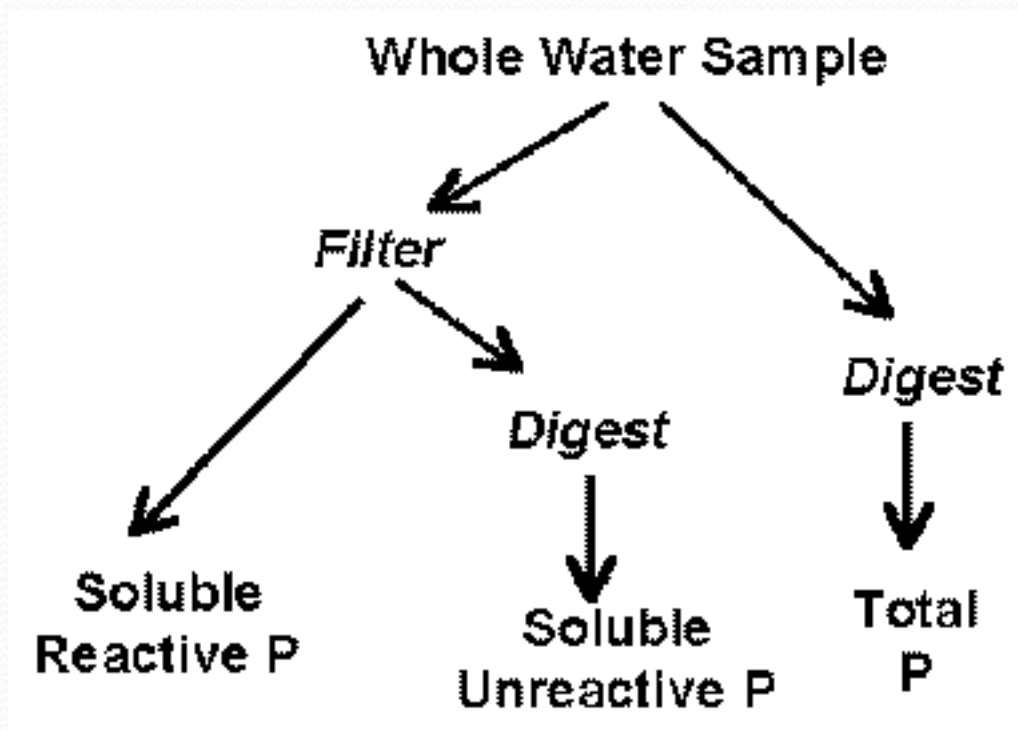 Whole Water Sample
Filter
Digest
Digest
Soluble
Reactive P
Soluble
Unreactive P
Total
P